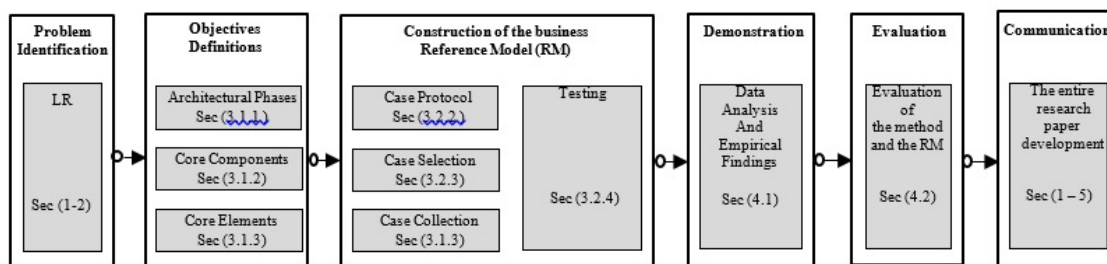 Problem
Identification
LR
Sec (1-2)
Objectives
Definitions
Architectural Phases
Sec (3.1.1.)
Core Components
Sec (3.1.2)
Core Elements
Sec (3.1.3)
Construction of the business
Reference Model (RM)
Case Protocol
Sec (3.2.2.)
Case Selection
Sec (3.2.3)
Case Collection
Sec (3.1.3)
Testing
Sec (3.2.4)
Demonstration
Data
Analysis
And
Empirical
Findings
Sec (4.1)
Evaluation
Evaluation
of
the method
and the RM
Sec (4.2)
Communication
The entire
research
paper
development
Sec (1 – 5)